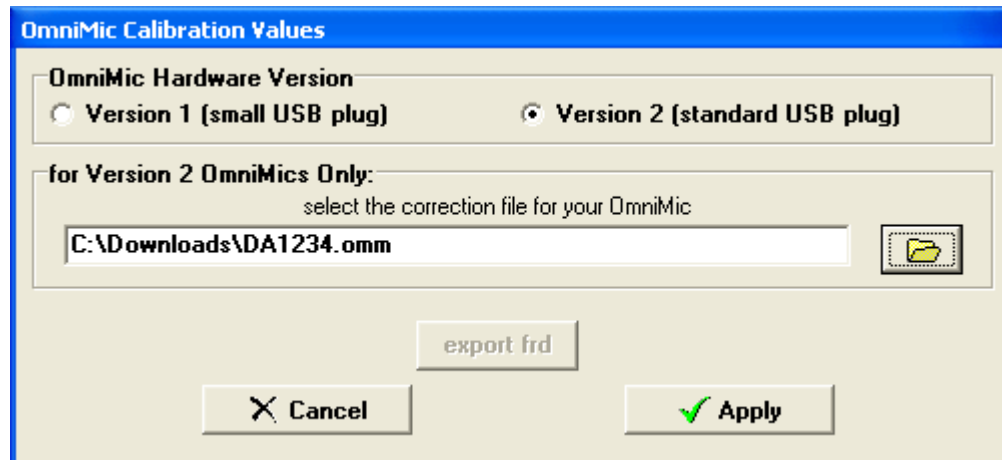 OmniMic Calibration Values
OmniMic Hardware Version
Version 1 (small USB plug) Version 2 (standard USB plug)
for Version 2 OmniMics Only:
select the correction file for your OmniMic
C:\Downloads\DA1234.omm
export frd
Cancel Apply